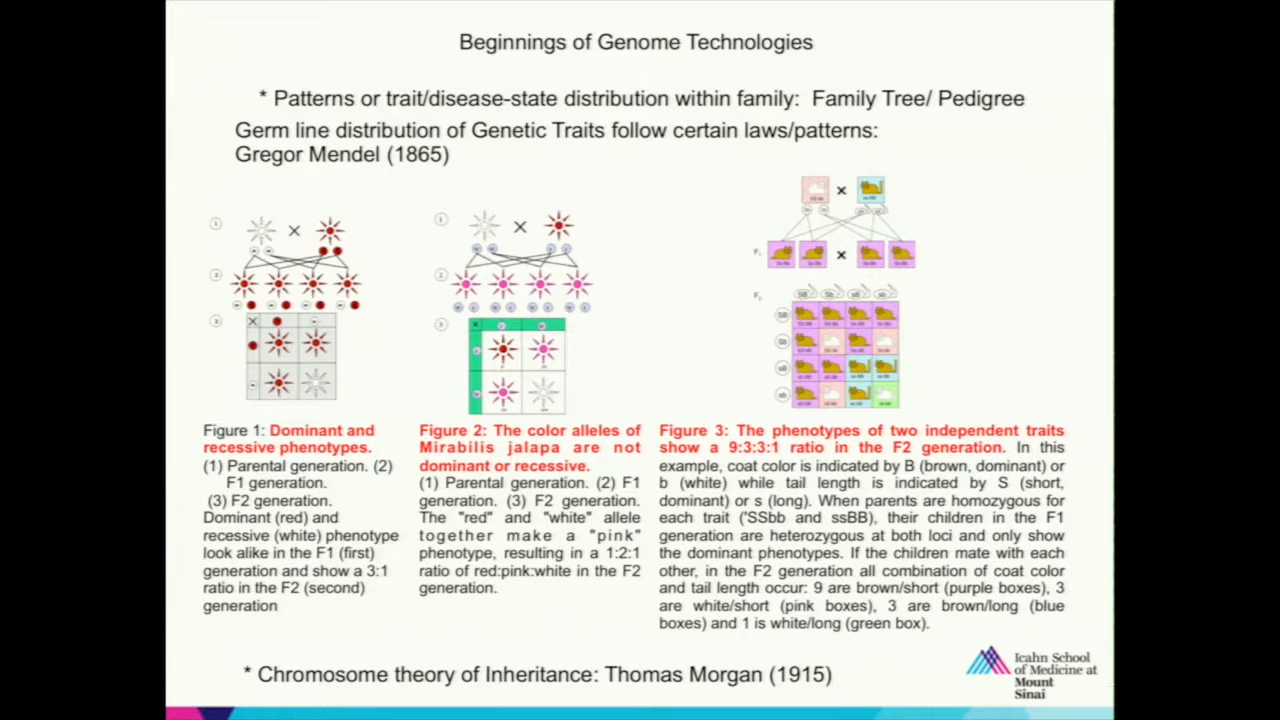 Beginnings of Genome Technologies
* Patterns or trait/disease-state distribution within family: Family Tree/ Pedigree
Germ line distribution of Genetic Traits follow certain laws/patterns:
Gregor Mendel (1865)
Figure 1: Dominant and
recessive phenotypes.
(1) Parental generation. (2)
F1 generation.
(3) F2 generation.
Dominant (red) and
recessive (white) phenotype
look alike in the F1 (first)
generation and show a 3:1
ratio in the F2 (second)
generation
Figure 2: The color alleles of
Mirabilis jalapa are not
dominant or recessive.
(1) Parental generation. (2) F1
generation. (3) F2 generation.
The "red" and "white" allele
together make a "pink"
phenotype, resulting in a 1:2:1
ratio of red:pink:white in the F2
generation.
Figure 3: The phenotypes of two independent traits
show a 9:3:3:1 ratio in the F2 generation. In this
example, coat color is indicated by B (brown, dominant) or
b (white) while tail length is indicated by S (short,
dominant) or s (long). When parents are homozygous for
each trait ('SSbb and ssBB), their children in the F1
generation are heterozygous at both loci and only show
the dominant phenotypes. If the children mate with each
other, in the F2 generation all combination of coat color
and tail length occur: 9 are brown/short (purple boxes), 3
are white/short (pink boxes), 3 are brown/long (blue
boxes) and 1 is white/long (green box).
* Chromosome theory of Inheritance: Thomas Morgan (1915)
Icahn School
of Medicine at
Mount
Sinai